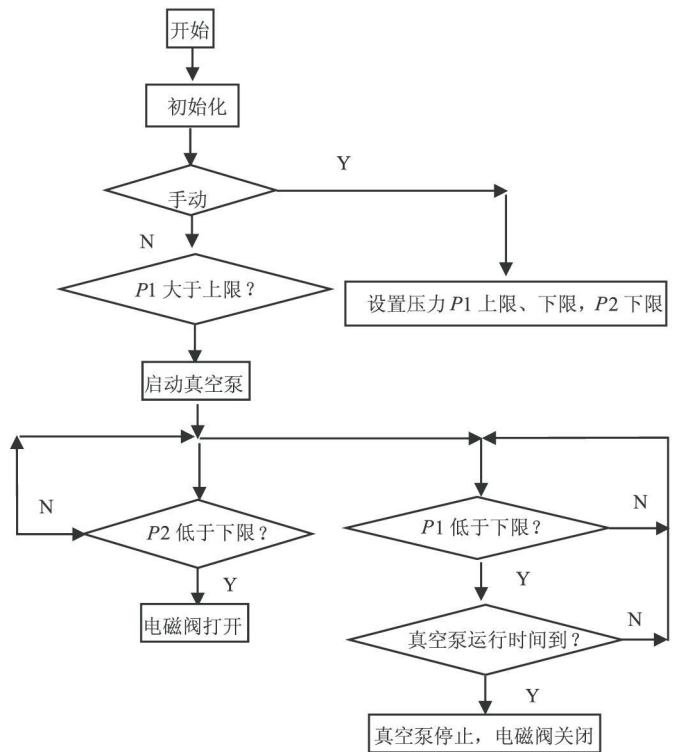 开始
初始化
Y
手动
N
P1 大于上限？
设置压力 P1 上限、下限，P2 下限
启动真空泵
N
P2 低于下限？
P1 低于下限？
N
Y
Y
电磁阀打开
真空泵运行时间到？
N
Y
真空泵停止，电磁阀关闭